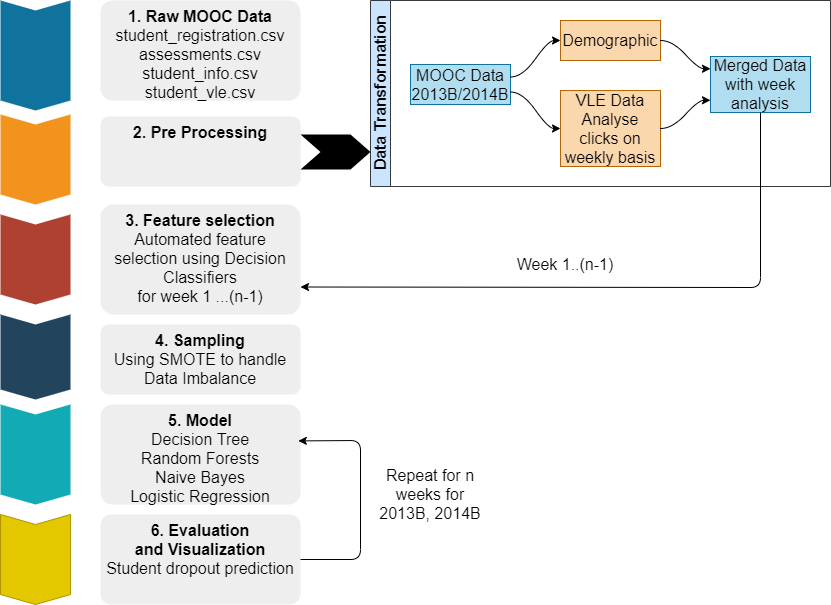 1. Raw MOOC Data
student_registration.csv
assessments.csv
student_info.csv
student_vle.csv
2. Pre Processing
Data Transformation
MOOC Data
2013B/2014B
Demographic
VLE Data
Analyse
clicks on
weekly basis
Merged Data
with week
analysis
3. Feature selection
Automated feature
selection using Decision
Classifiers
for week 1 ...(n-1)
Week 1..(n-1)
4. Sampling
Using SMOTE to handle
Data Imbalance
5. Model
Decision Tree
Random Forests
Naive Bayes
Logistic Regression
Repeat for n
weeks for
2013B, 2014B
6. Evaluation
and Visualization
Student dropout prediction